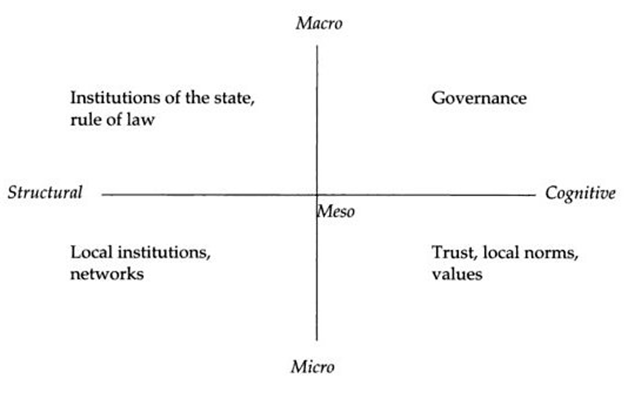 Macro
Institutions of the state,
rule of law
Governance
Structural
Cognitive
Meso
Local institutions,
networks
Trust, local norms,
values
Micro